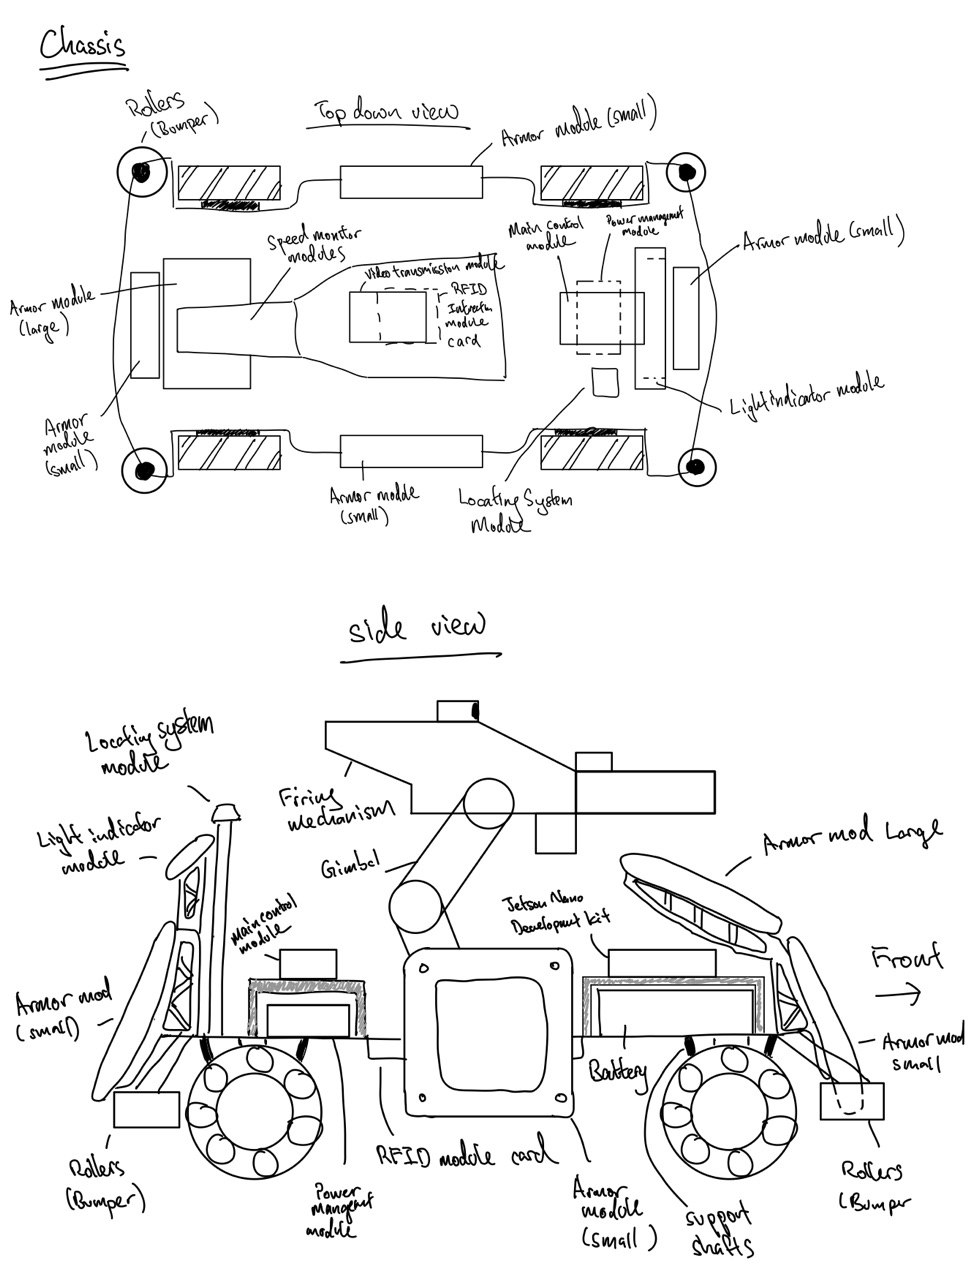 Chassis
Rollers
(Bumper)
Top down view
Armor module (small)
Speed monitor
modules
Main control
module
Power management
module
Armor module (small)
Video transmission module
RFID
module
card
Armor module
(large)
Light indicator module
Armor
module
(small)
Armor module
(small)
Locating System
Module
side view
Locating system
module
Firing
mechanism
Light indicator
module
Gimbal
Armor mod Large
Jetson Nano
Development kit
Main control
module
Front
Armor mod
(small)
Armor mod
small
Battery
RFID module card
Rollers
(Bumper)
Power
module
Armor
module
(small)
support
shafts
Rollers
(Bumper